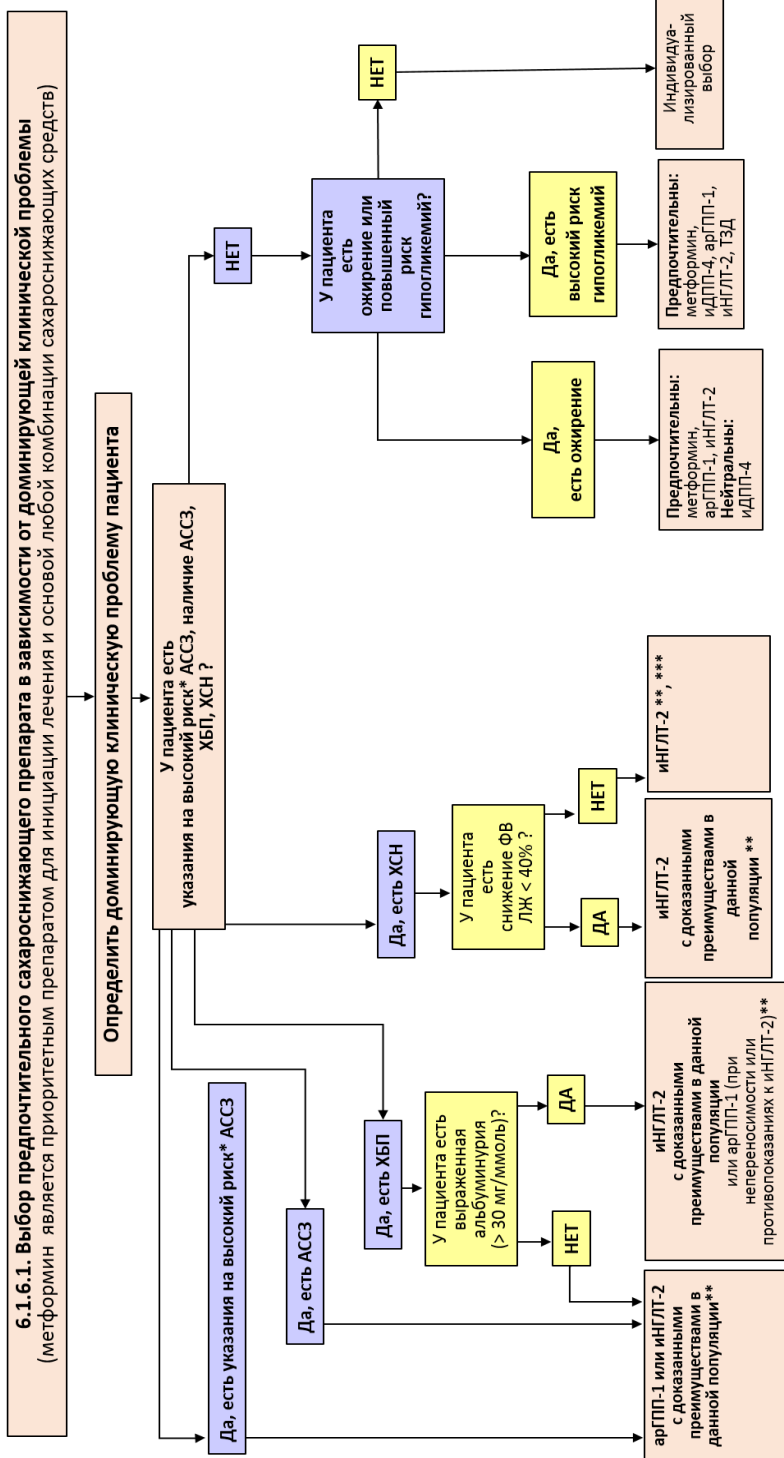 6.1.6.1. Выбор предпочтительного сахароснижающего препарата в зависимости от доминирующей клинической проблемы
(метформин является приоритетным препаратом для инициации лечения и основой любой комбинации сахароснижающих средств)
Определить доминирующую клиническую проблему пациента
У пациента есть
указания на высокий риск* АССЗ, наличие АССЗ,
ХБП, ХСН ?
Да, есть указания на высокий риск* АССЗ
Да, есть АССЗ
Да, есть ХБП
У пациента есть
выраженная
альбуминурия
(> 30 мг/ммоль)?
НЕТ
ДА
Да, есть ХСН
У пациента
есть
снижение ФВ
ЛЖ < 40% ?
ДА
НЕТ
НЕТ
У пациента
есть
ожирение или
повышенный
риск
гипогликемий?
НЕТ
Да,
есть ожирение
Да, есть
высокий риск
гипогликемий
арГПП-1 или иНГЛТ-2
с доказанными
преимуществами в
данной популяции**
иНГЛТ-2
с доказанными
преимуществами в данной
популяции
или арГПП-1 (при
непереносимости или
противопоказаниях к иНГЛТ-2)**
иНГЛТ-2
с доказанными
преимуществами в
данной
популяции **
иНГЛТ-2 **, ***
Предпочтительны:
метформин,
арГПП-1, иНГЛТ-2
Нейтральны:
иДПП-4
Предпочтительны:
метформин,
иДПП-4, арГПП-1,
иНГЛТ-2, ТЗД
Индивидуа-
лизированный
выбор